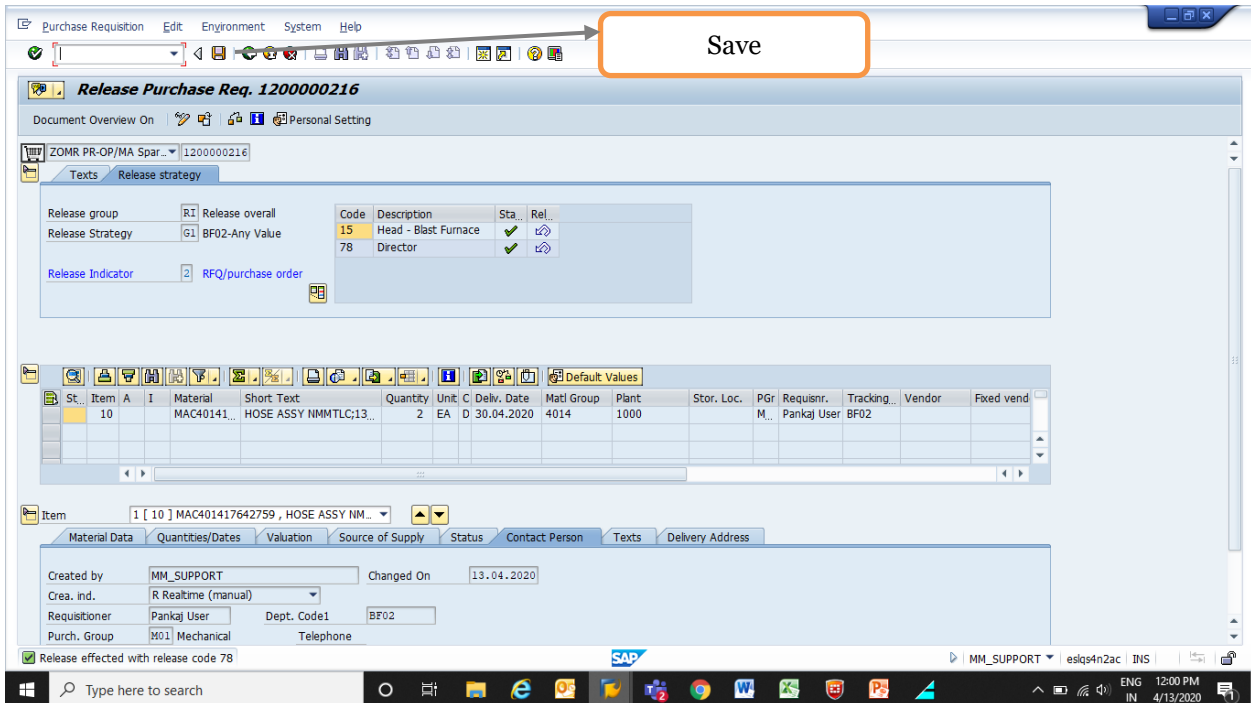 Purchase Requisition Edit Environment System Help
Save
Release Purchase Req. 1200000216
Document Overview On Personal Setting
ZOMR PR-OP/MA Spar... 1200000216
Texts Release strategy
Release group RI Release overall Code Description Sta... Rel...
Release Strategy G1 BF02-Any Value 15 Head - Blast Furnace
78 Director
Release Indicator 2 RFQ/purchase order
Default Values
St... Item A I Material Short Text Quantity Unit C Deliv. Date Matl Group Plant Stor. Loc. PGr Requisnr. Tracking... Vendor Fixed vend
10 MAC40141... HOSE ASSY NMMTLC;13... 2 EA D 30.04.2020 4014 1000 M... Pankaj User BF02
Item 1 [ 10 ] MAC401417642759 , HOSE ASSY NM...
Material Data Quantities/Dates Valuation Source of Supply Status Contact Person Texts Delivery Address
Created by MM_SUPPORT Changed On 13.04.2020
Crea. ind. R Realtime (manual)
Requisitioner Pankaj User Dept. Code1 BF02
Purch. Group M01 Mechanical Telephone
Release effected with release code 78 SAP MM_SUPPORT eslqs4n2ac INS
Type here to search ENG 12:00 PM
IN 4/13/2020